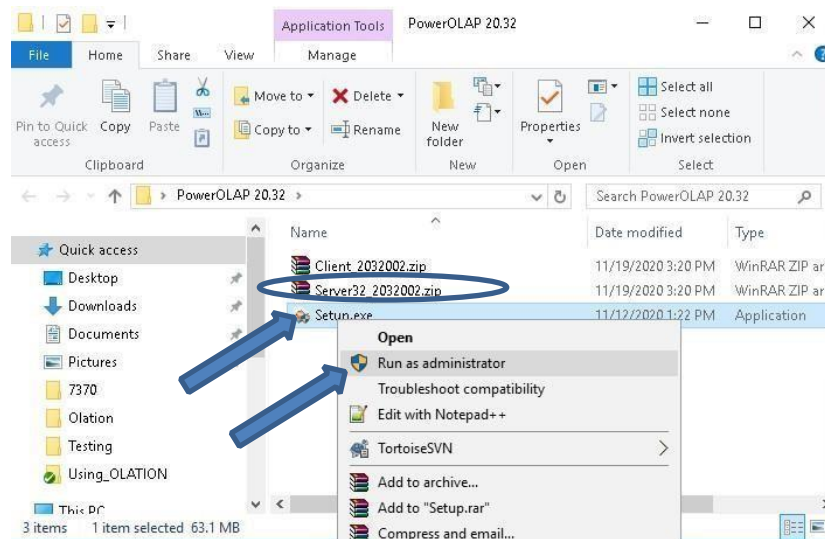 Application Tools PowerOLAP 20.32
File Home Share View Manage
Pin to Quick access
Copy
Paste
Move to
Copy to
Delete
Rename
New folder
Properties
Select all
Select none
Invert selection
Clipboard Organize New Open Select
PowerOLAP 20.32
Search PowerOLAP 20.32
Name Date modified Type
Quick access
Desktop
Downloads
Documents
Pictures
7370
Olation
Testing
Using_OLATION
This PC
Client_2032002.zip 11/19/2020 3:20 PM WinRAR ZIP ar
Server32_2032002.zip 11/19/2020 3:20 PM WinRAR ZIP ar
Setup.exe 11/12/2020 1:22 PM Application
Open
Run as administrator
Troubleshoot compatibility
Edit with Notepad++
TortoiseSVN
Add to archive...
Add to "Setup.rar"
Compress and email...
3 items 1 item selected 63.1 MB